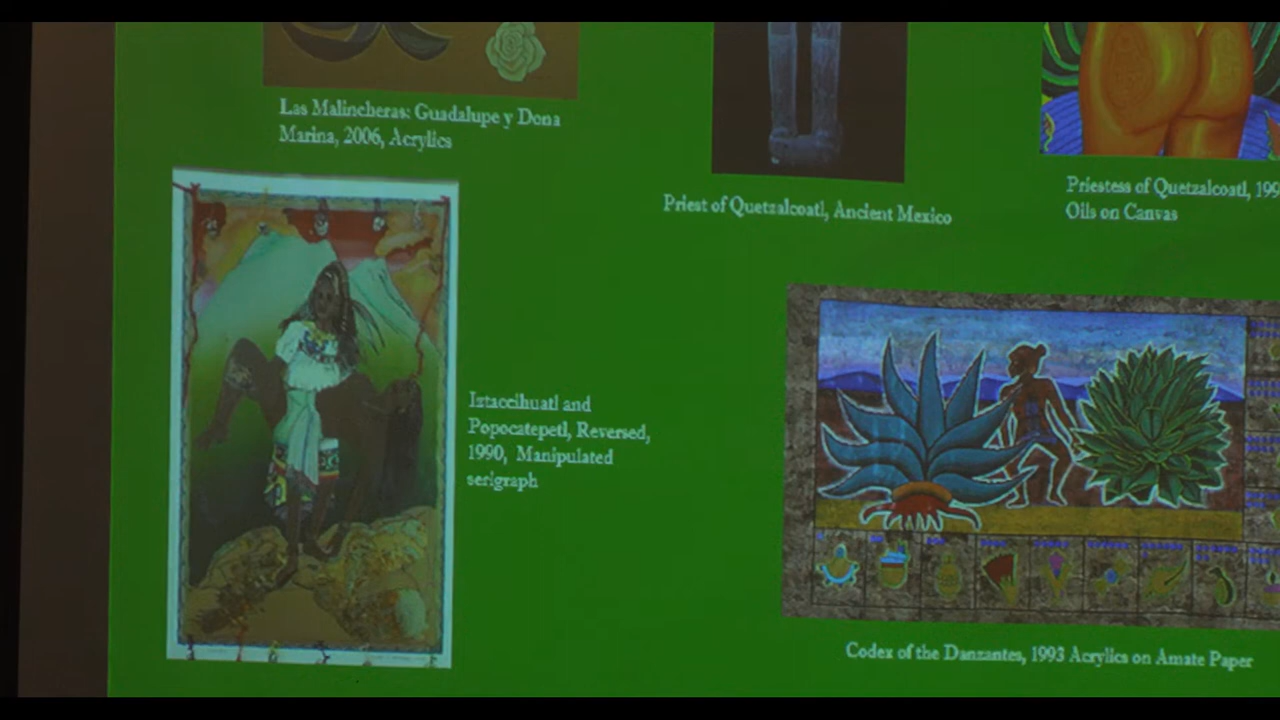 Las Malincheras: Guadalupe y Dona
Marina, 2006, Acrylics
Priest of Quetzalcoatl, Ancient Mexico
Priestess of Quetzalcoatl, 199
Oils on Canvas
Iztaccihuatl and
Popocatepetl, Reversed,
1990, Manipulated
serigraph
Codex of the Danzantes, 1993 Acrylics on Amate Paper